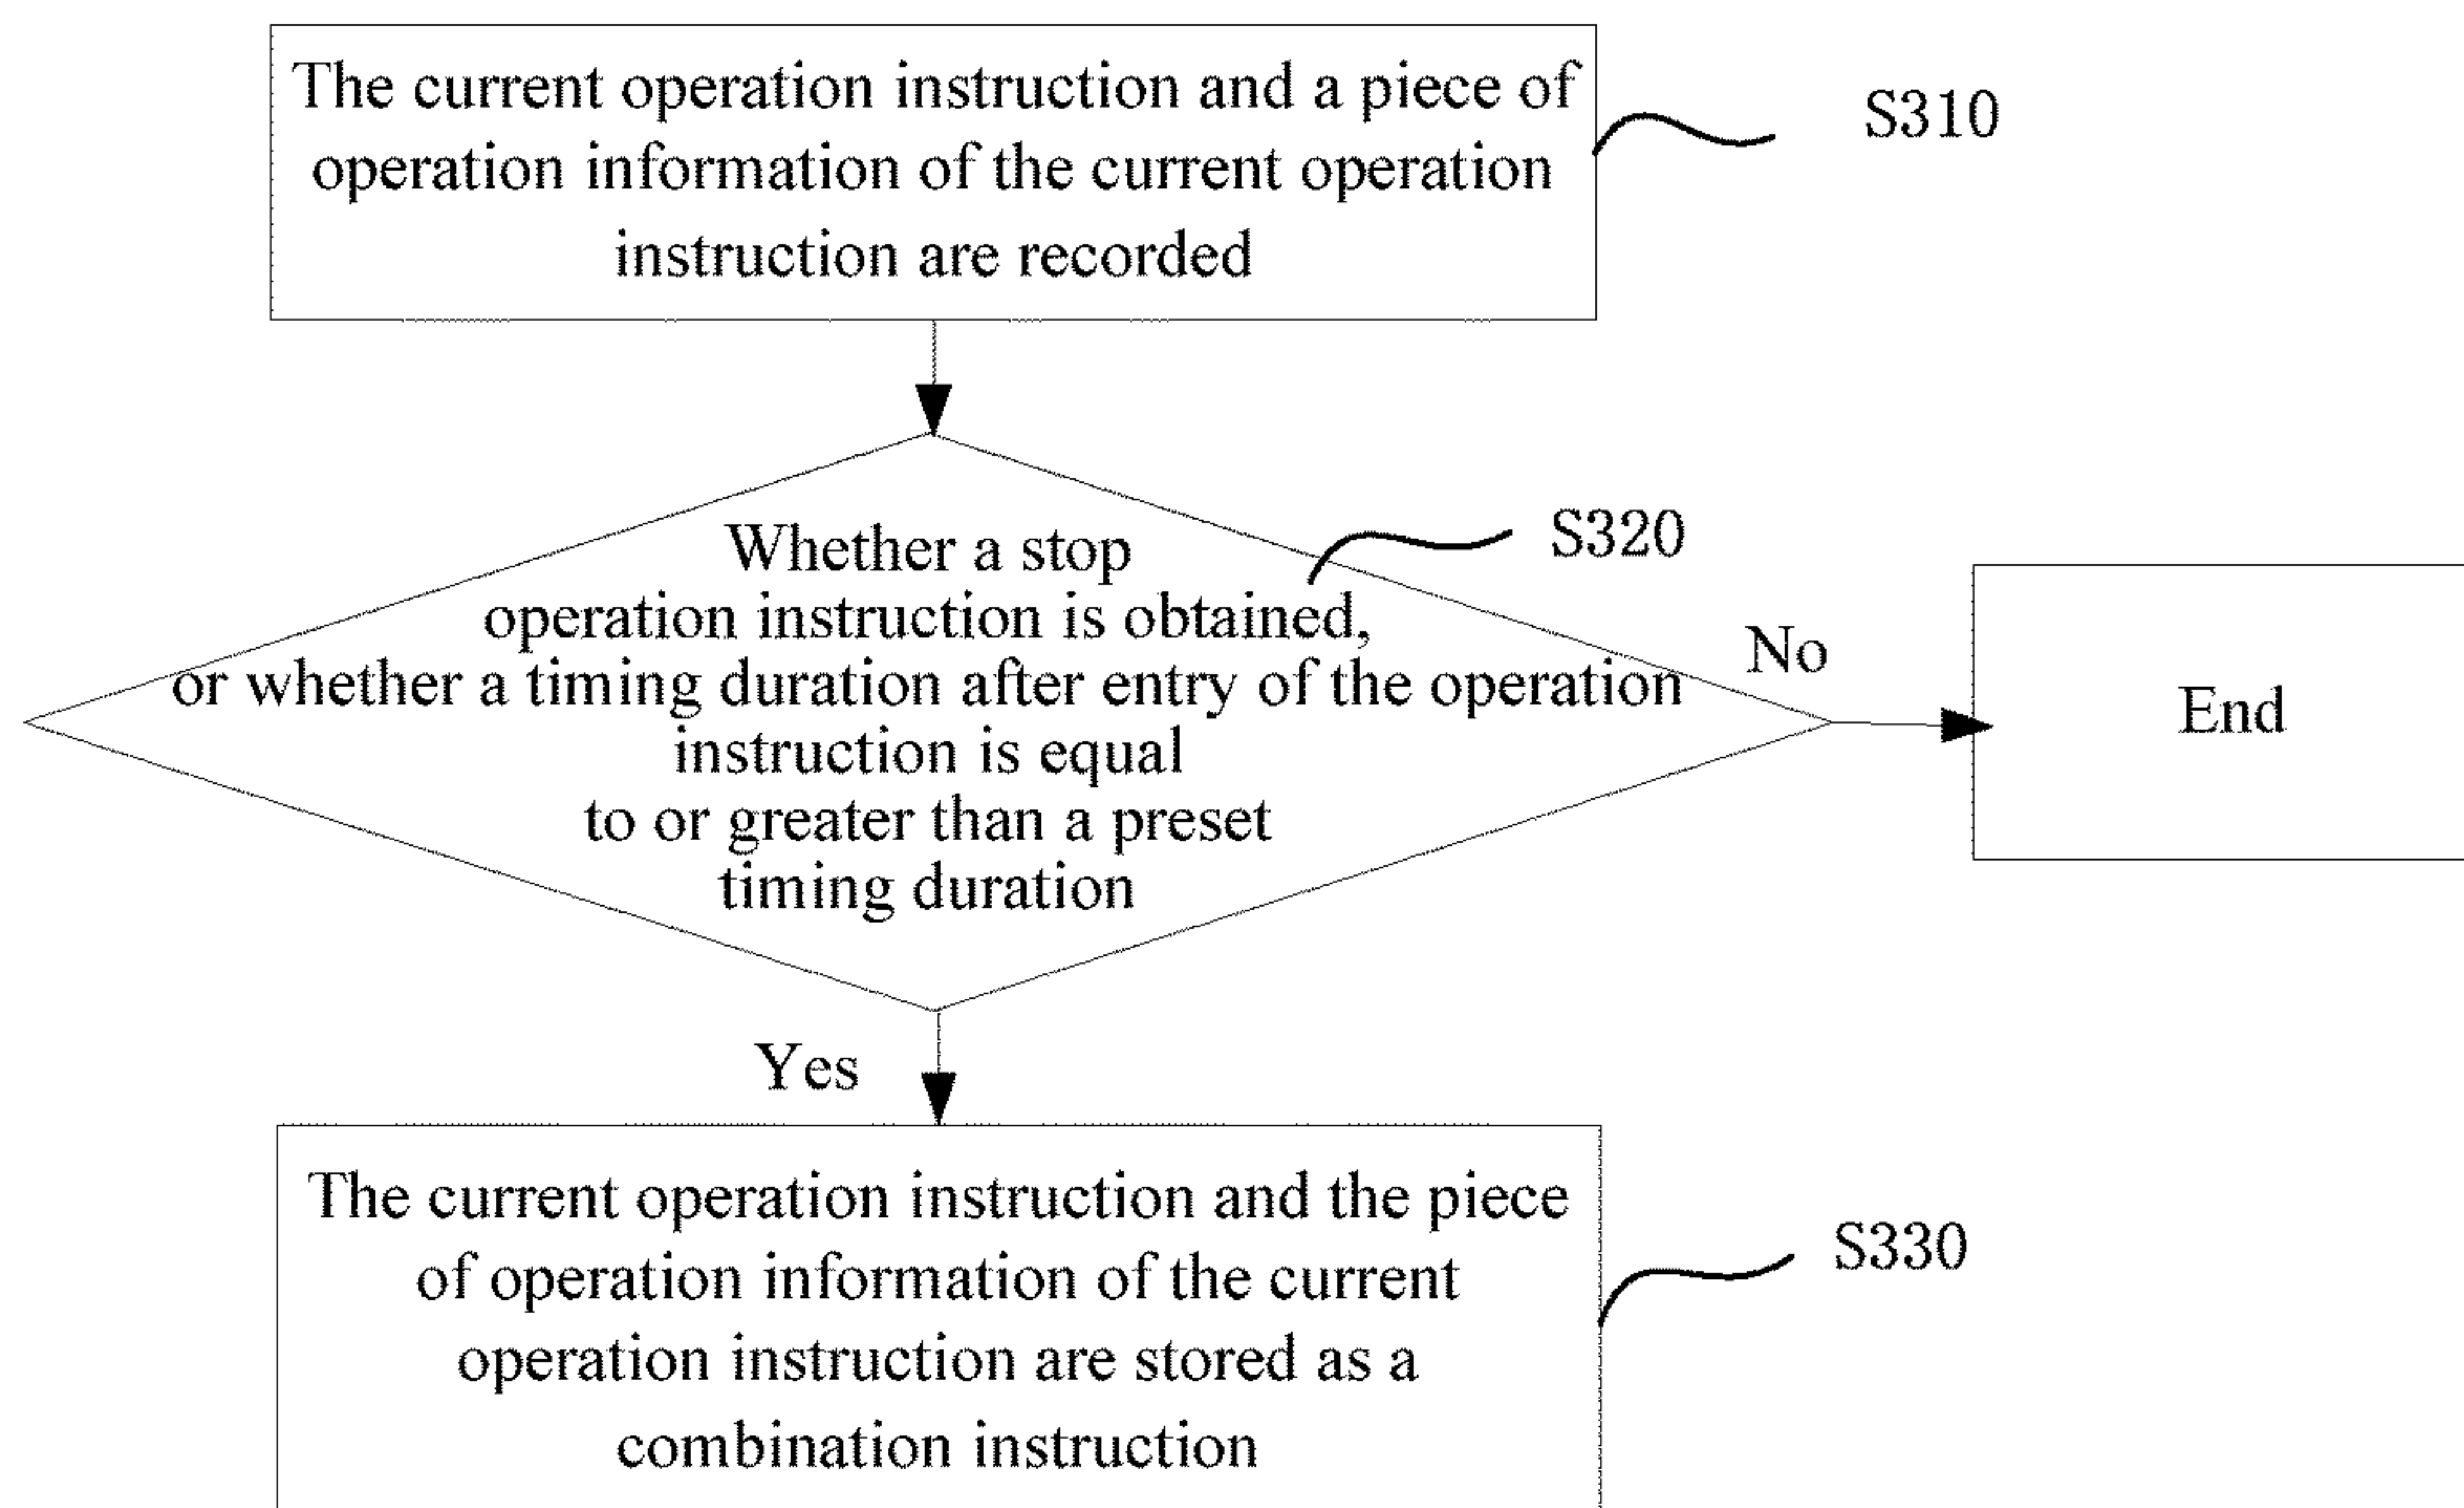 The current operation instruction and a piece of
operation information of the current operation
instruction are recorded
S310
Whether a stop
operation instruction is obtained,
or whether a timing duration after entry of the operation
instruction is equal
to or greater than a preset
timing duration
S320
No
End
Yes
The current operation instruction and the piece
of operation information of the current
operation instruction are stored as a
combination instruction
S330